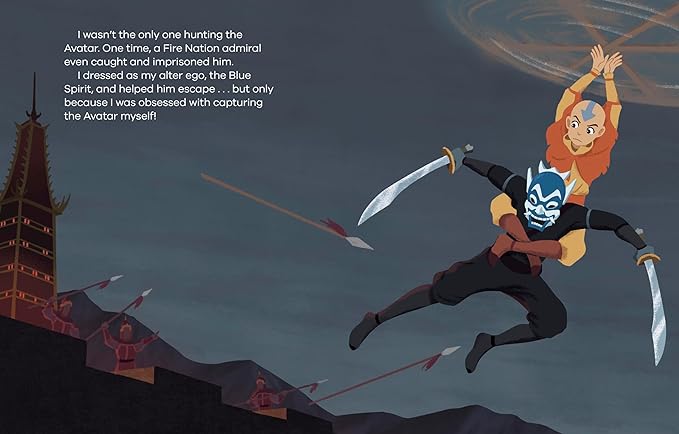 I wasn't the only one hunting the
Avatar. One time, a Fire Nation admiral
even caught and imprisoned him.
I dressed as my alter ego, the Blue
Spirit, and helped him escape . . . but only
because I was obsessed with capturing
the Avatar myself!